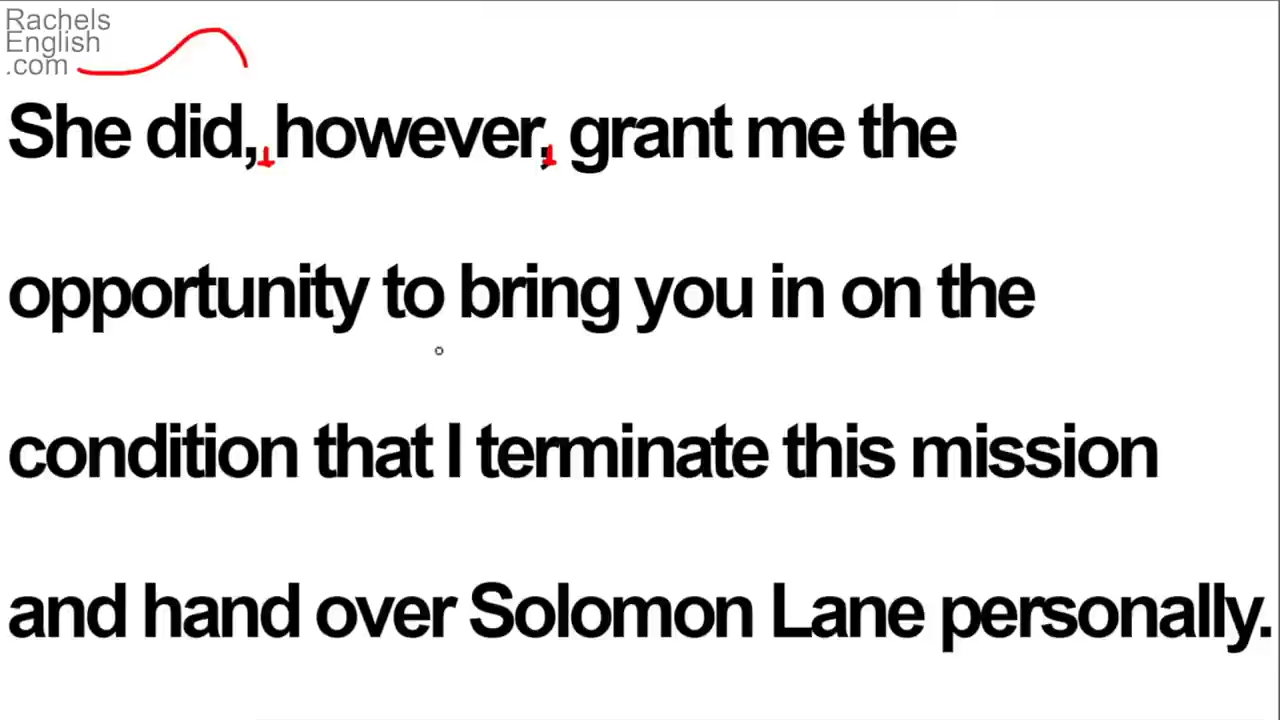 Rachels
English
.com
She did, however, grant me the
opportunity to bring you in on the
condition that I terminate this mission
and hand over Solomon Lane personally.